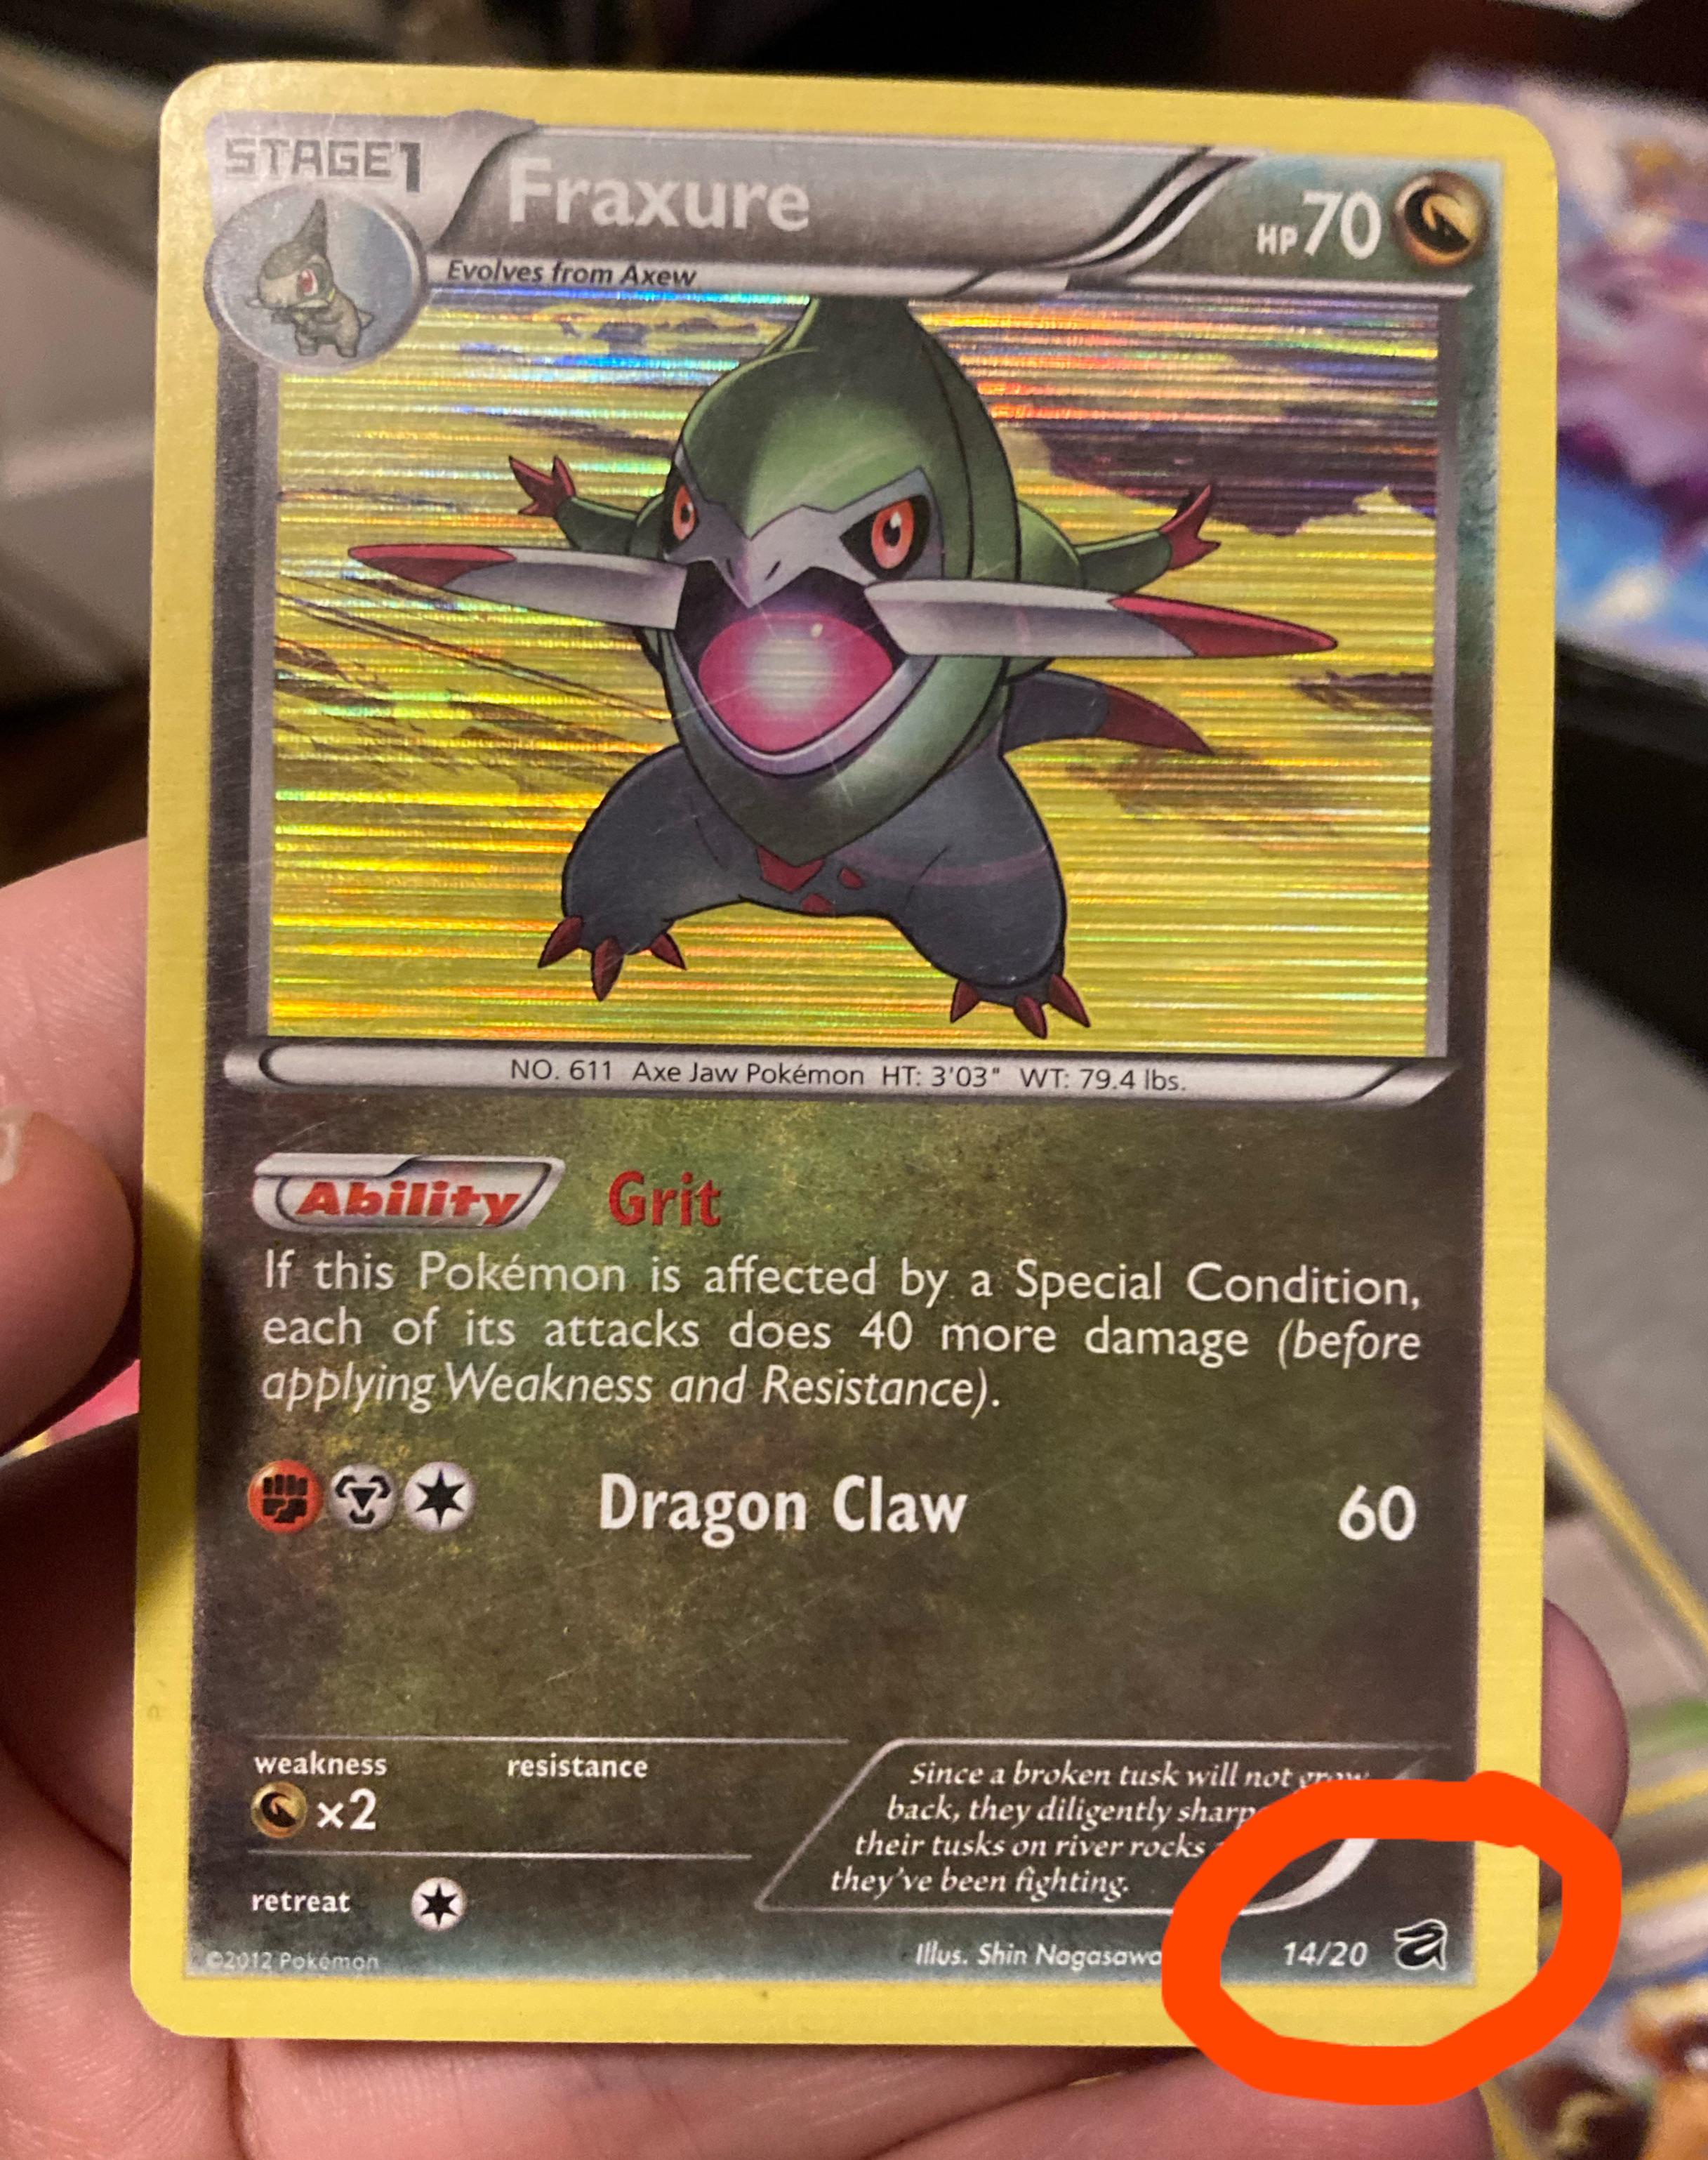 STAGE1
Fraxure
HP70
Evolves from Axew
NO. 611 Axe Jaw Pokémon HT: 3'03" WT: 79.4 lbs.
Ability Grit
If this Pokémon is affected by a Special Condition,
each of its attacks does 40 more damage (before
applying Weakness and Resistance).
Dragon Claw 60
weakness resistance
×2
Since a broken tusk will not grow
back, they diligently sharp
their tusks on river rocks
they've been fighting.
retreat
©2012 Pokémon
Illus. Shin Nagasawa
14/20